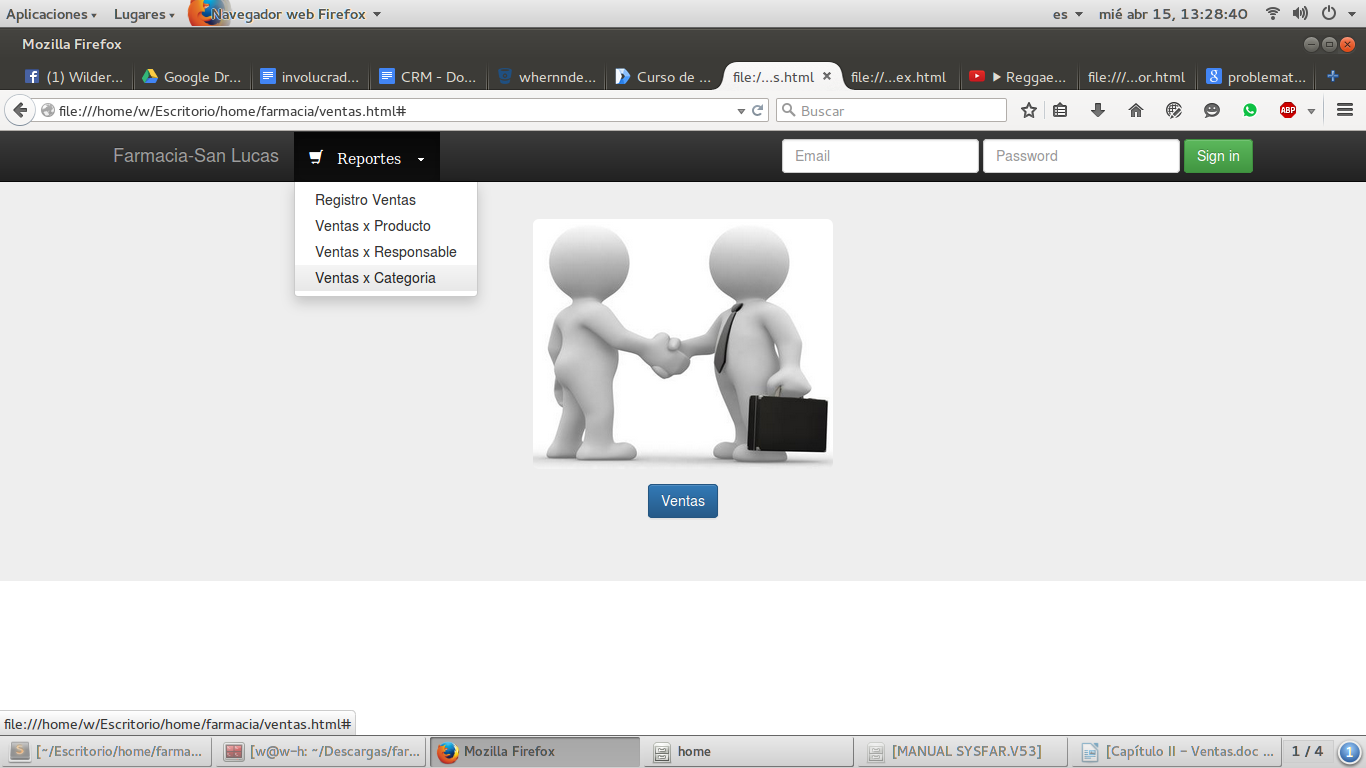 Aplicaciones Lugares Navegador web Firefox es mié abr 15, 13:28:40
Mozilla Firefox
(1) Wilder... Google Dr... involucrad... CRM - Do... whernnde... Curso de ... file:/...s.html file:/...ex.html ▶ Reggae... file:///...or.html problemat...
file:///home/w/Escritorio/home/farmacia/ventas.html# Buscar ABP
Farmacia-San Lucas Reportes Email Password Sign in
Registro Ventas
Ventas x Producto
Ventas x Responsable
Ventas x Categoria
Ventas
file:///home/w/Escritorio/home/farmacia/ventas.html#
[~/Escritorio/home/farma... [w@w-h: ~/Descargas/far... Mozilla Firefox home [MANUAL SYSFAR.V53] [Capítulo II – Ventas.doc ... 1 / 4 1